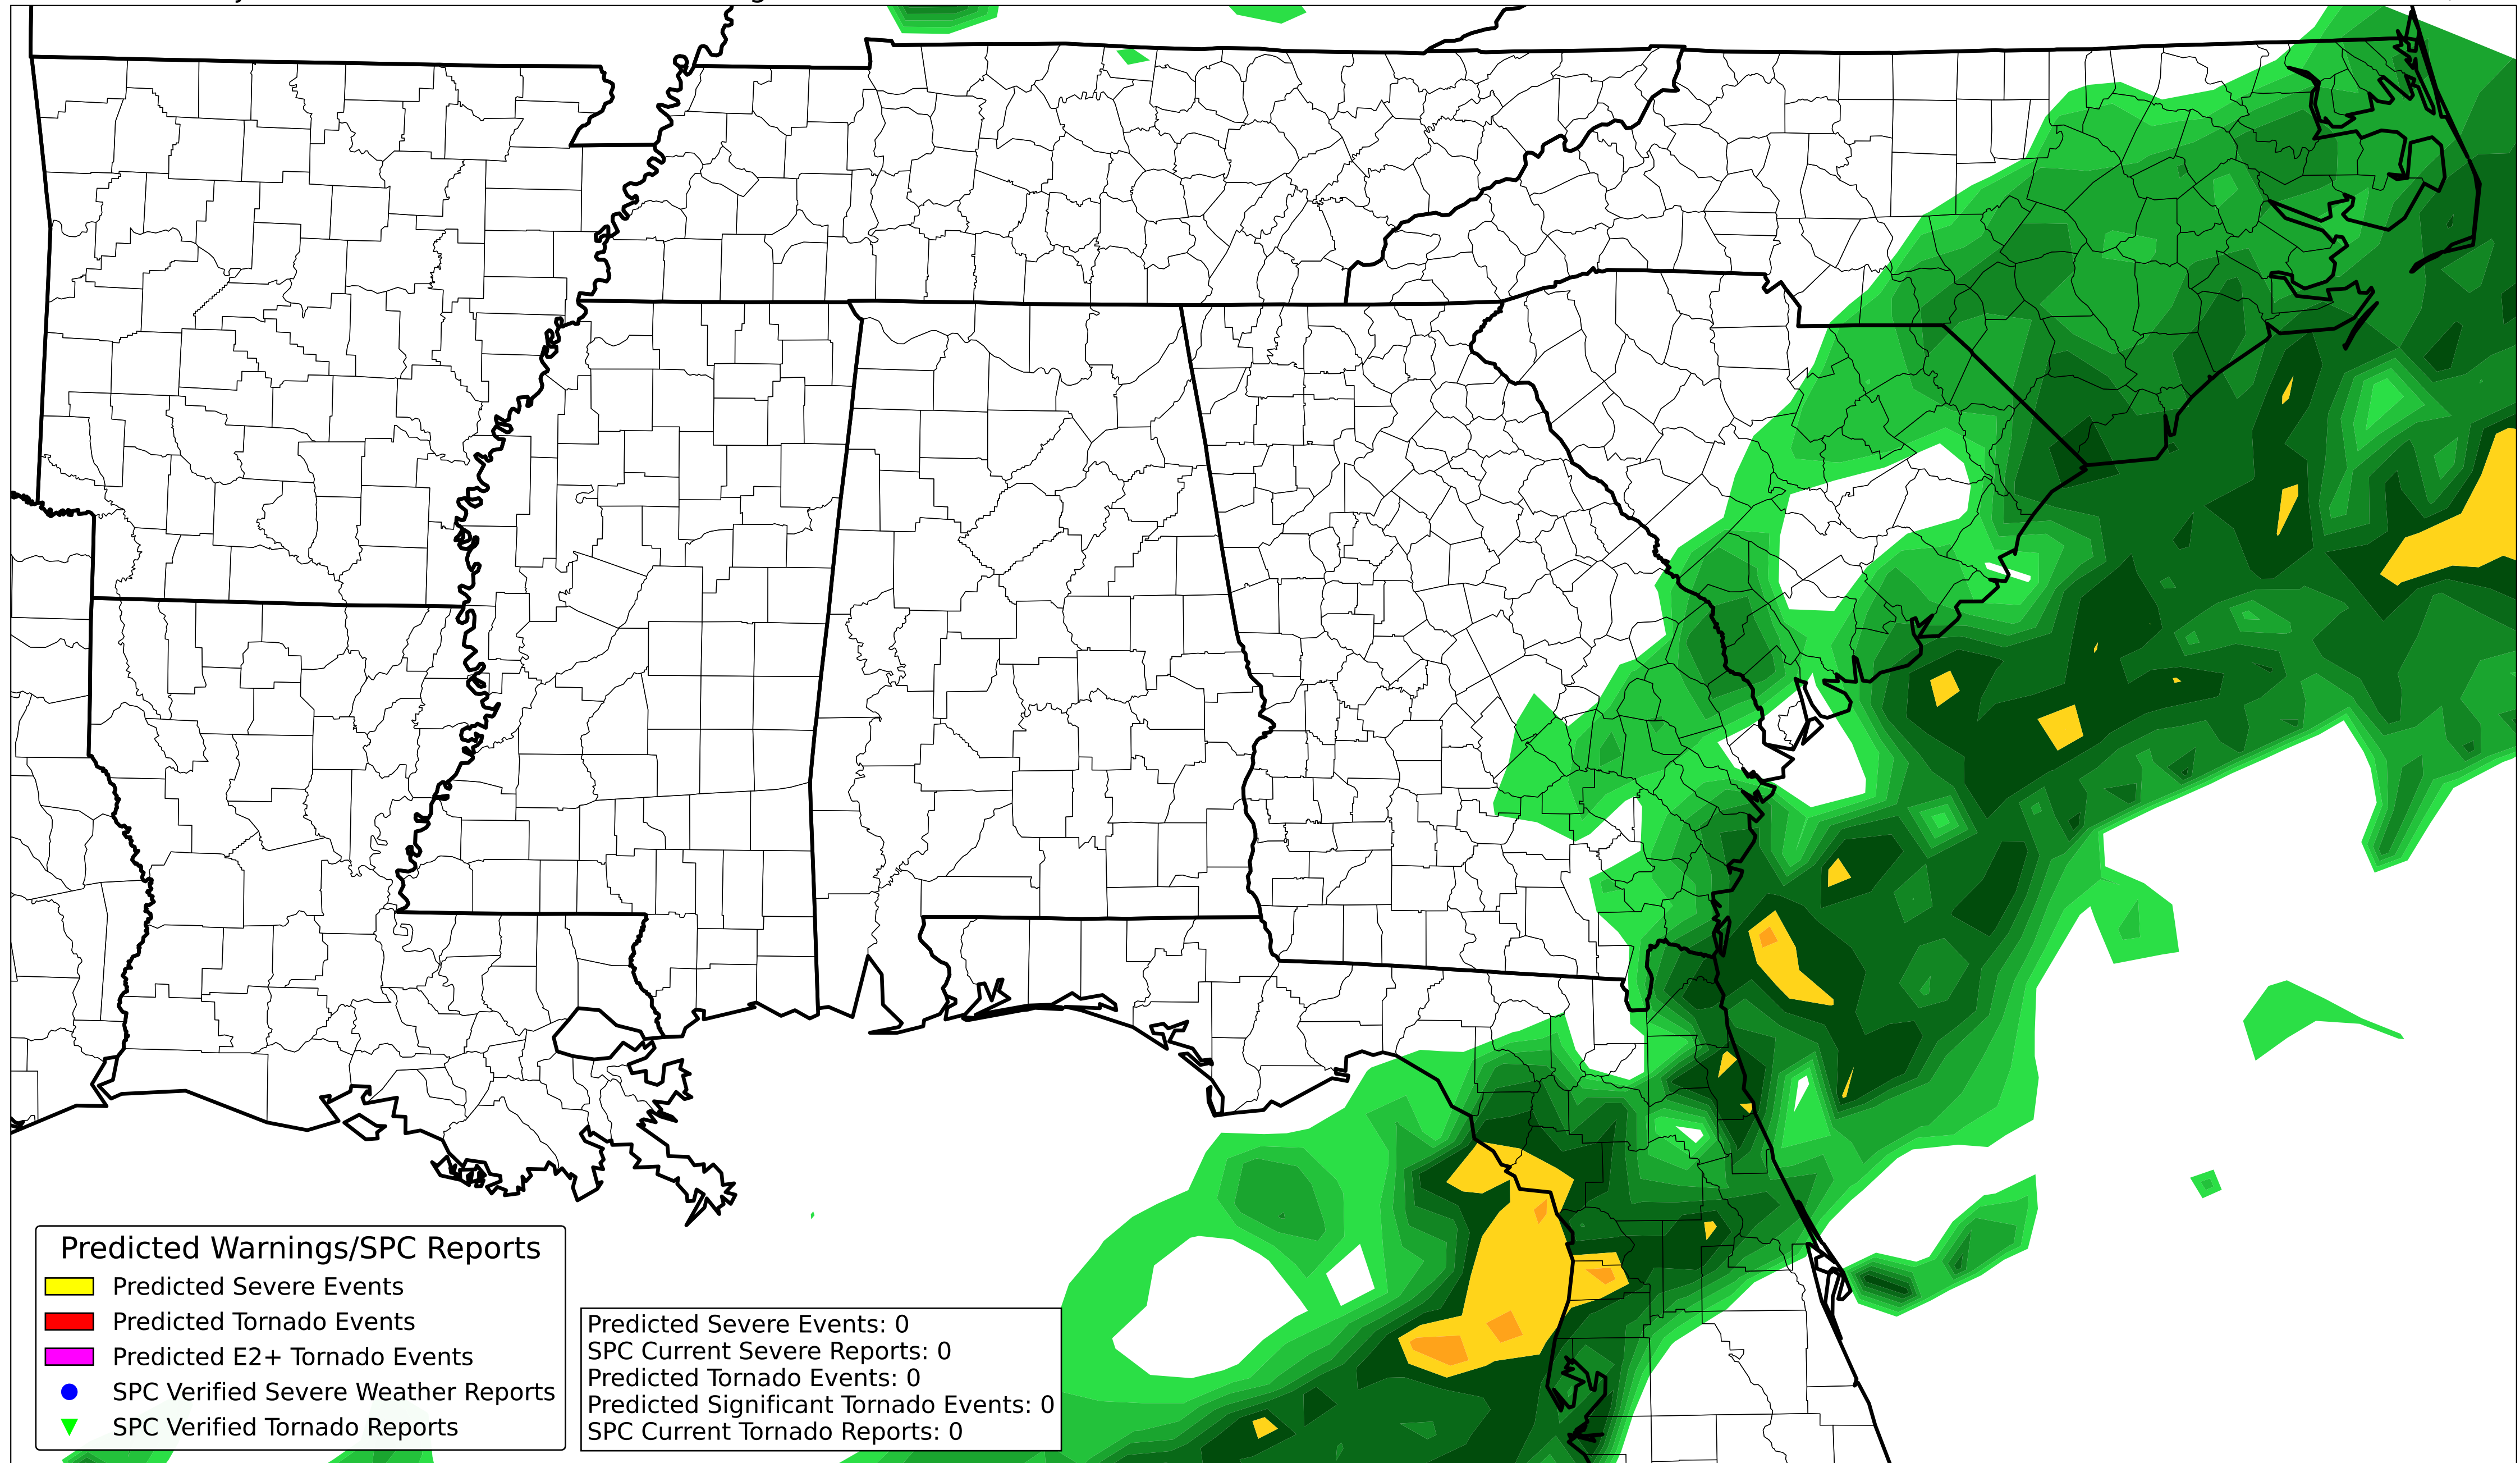 Predicted Warnings/SPC Reports
Predicted Severe Events
Predicted Tornado Events
Predicted E2+ Tornado Events
SPC Verified Severe Weather Reports
SPC Verified Tornado Reports
Predicted Severe Events: 0
SPC Current Severe Reports: 0
Predicted Tornado Events: 0
Predicted Significant Tornado Events: 0
SPC Current Tornado Reports: 0